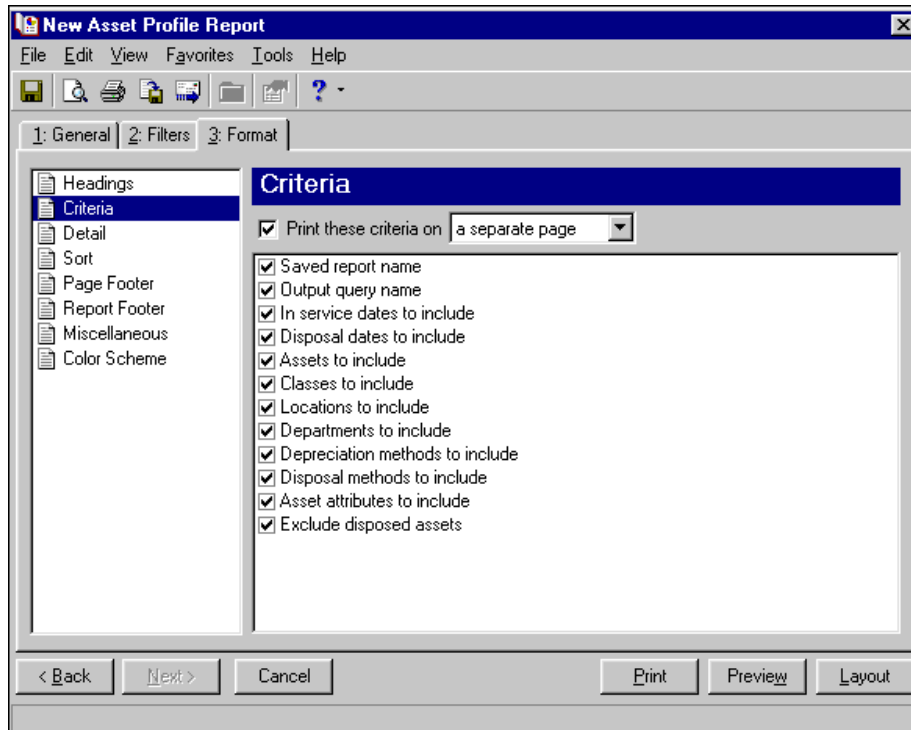 New Asset Profile Report
File Edit View Favorites Tools Help
?
1: General 2: Filters 3: Format
Headings
Criteria
Detail
Sort
Page Footer
Report Footer
Miscellaneous
Color Scheme
Criteria
Print these criteria on a separate page
Saved report name
Output query name
In service dates to include
Disposal dates to include
Assets to include
Classes to include
Locations to include
Departments to include
Depreciation methods to include
Disposal methods to include
Asset attributes to include
Exclude disposed assets
< Back Next > Cancel Print Preview Layout